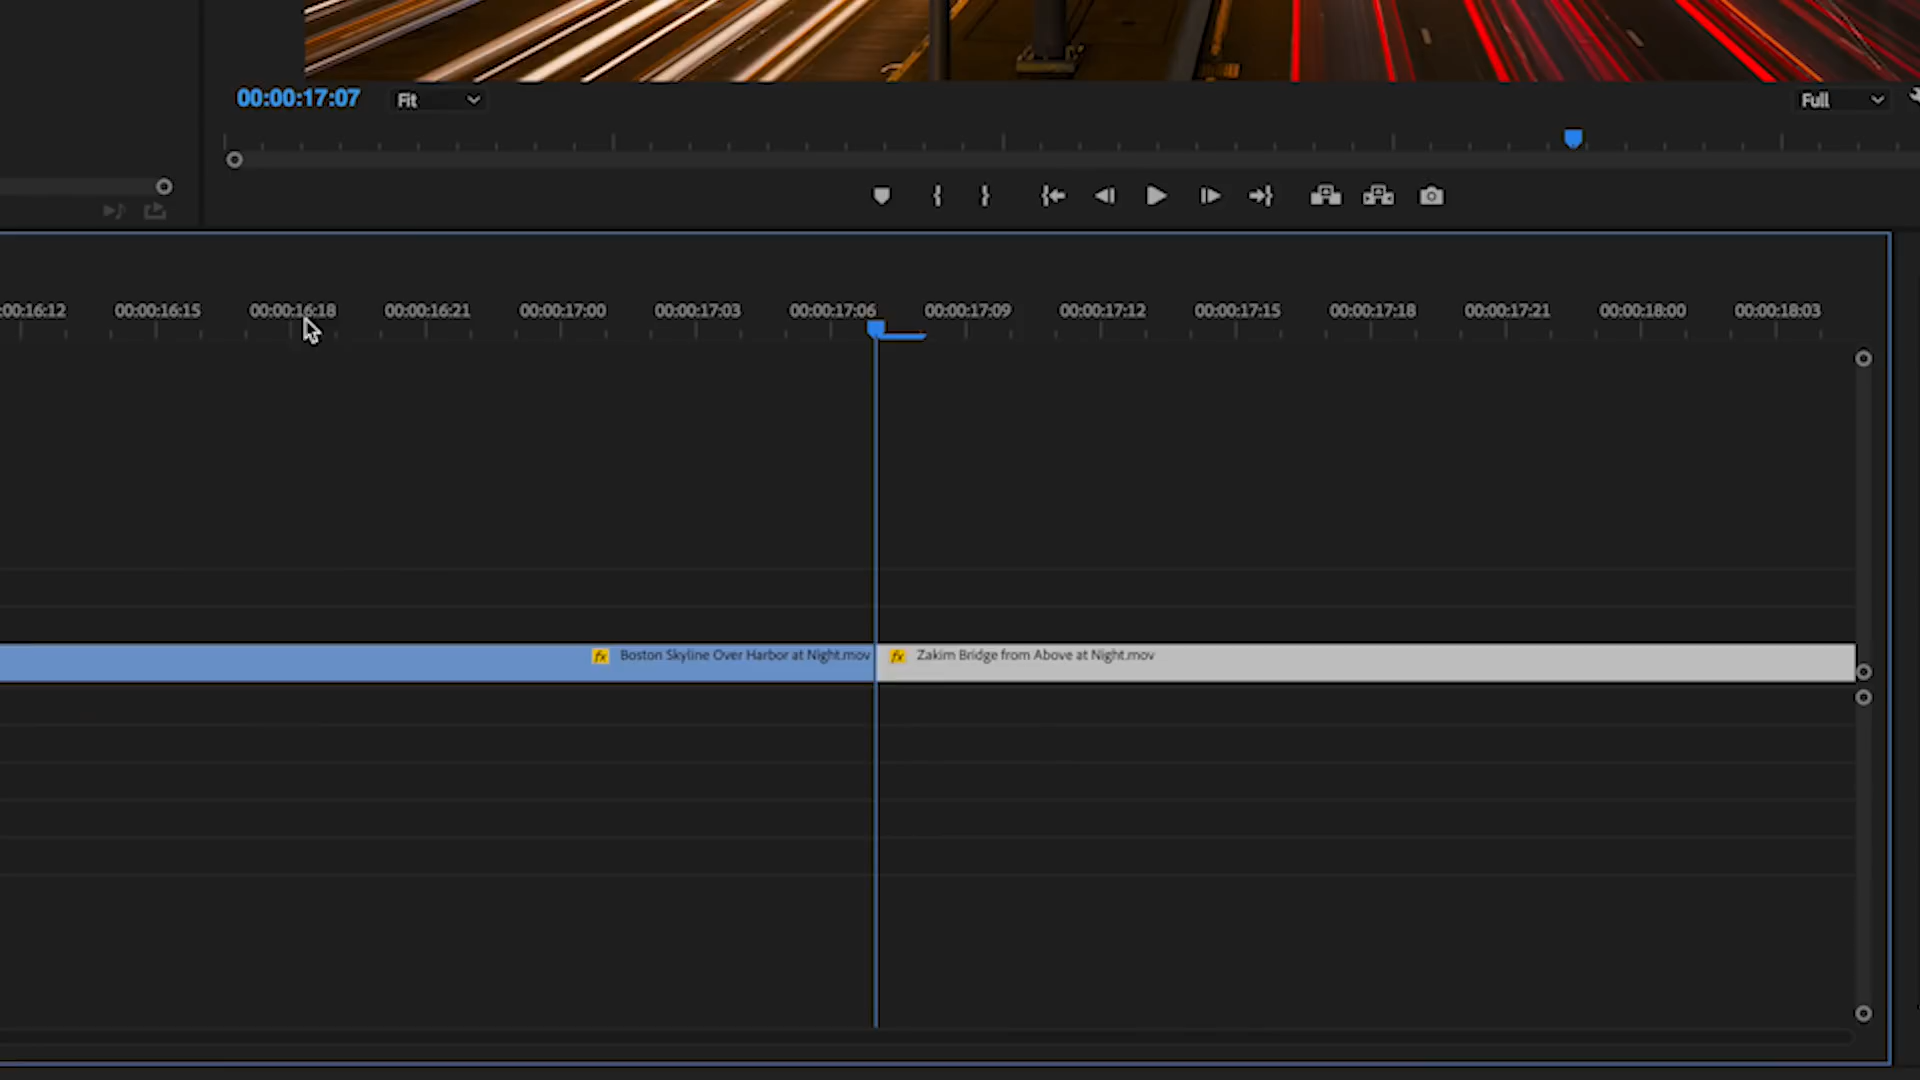 00:00:17:07 Fit Full
:00:16:12 00:00:16:15 00:00:16:18 00:00:16:21 00:00:17:00 00:00:17:03 00:00:17:06 00:00:17:09 00:00:17:12 00:00:17:15 00:00:17:18 00:00:17:21 00:00:18:00 00:00:18:03
fx Boston Skyline Over Harbor at Night.mov fx Zakim Bridge from Above at Night.mov